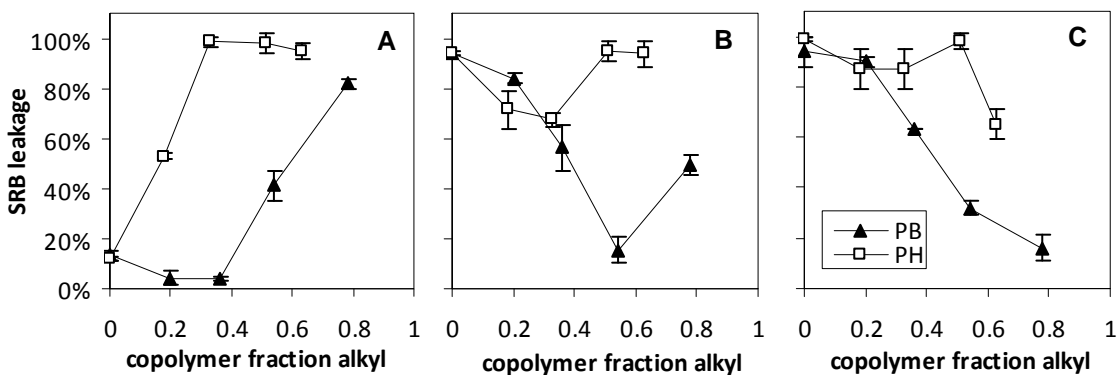 A
B
C
SRB leakage
100%
80%
60%
40%
20%
0%
0 0.2 0.4 0.6 0.8 1
0 0.2 0.4 0.6 0.8 1
0 0.2 0.4 0.6 0.8 1
copolymer fraction alkyl
copolymer fraction alkyl
copolymer fraction alkyl
PB
PH